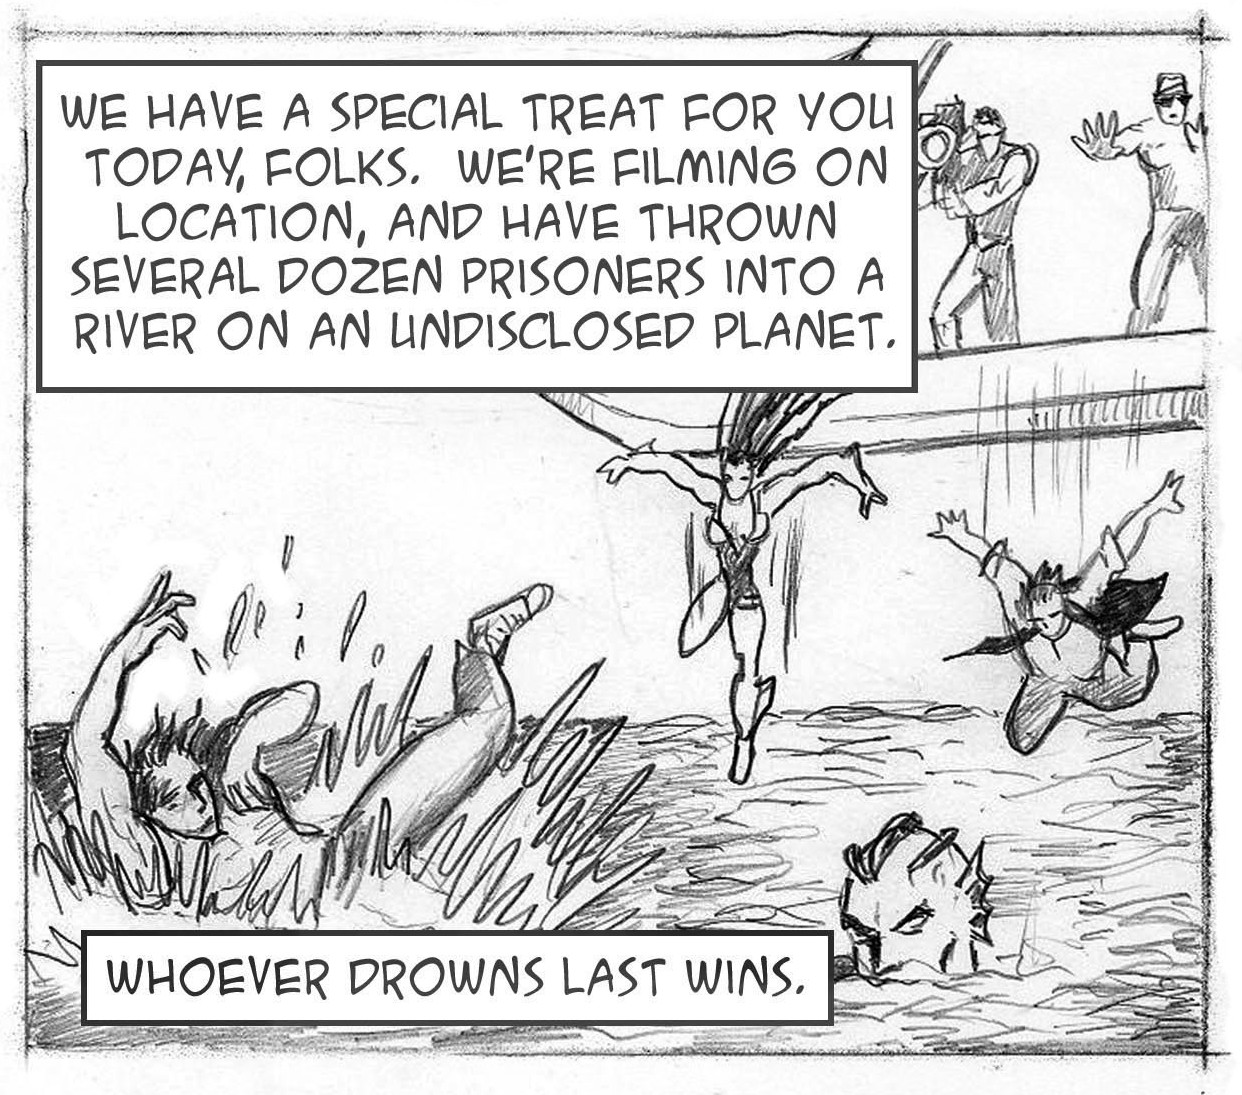 WE HAVE A SPECIAL TREAT FOR YOU
TODAY, FOLKS. WE'RE FILMING ON
LOCATION, AND HAVE THROWN
SEVERAL DOZEN PRISONERS INTO A
RIVER ON AN UNDISCLOSED PLANET.
WHOEVER DROWNS LAST WINS.